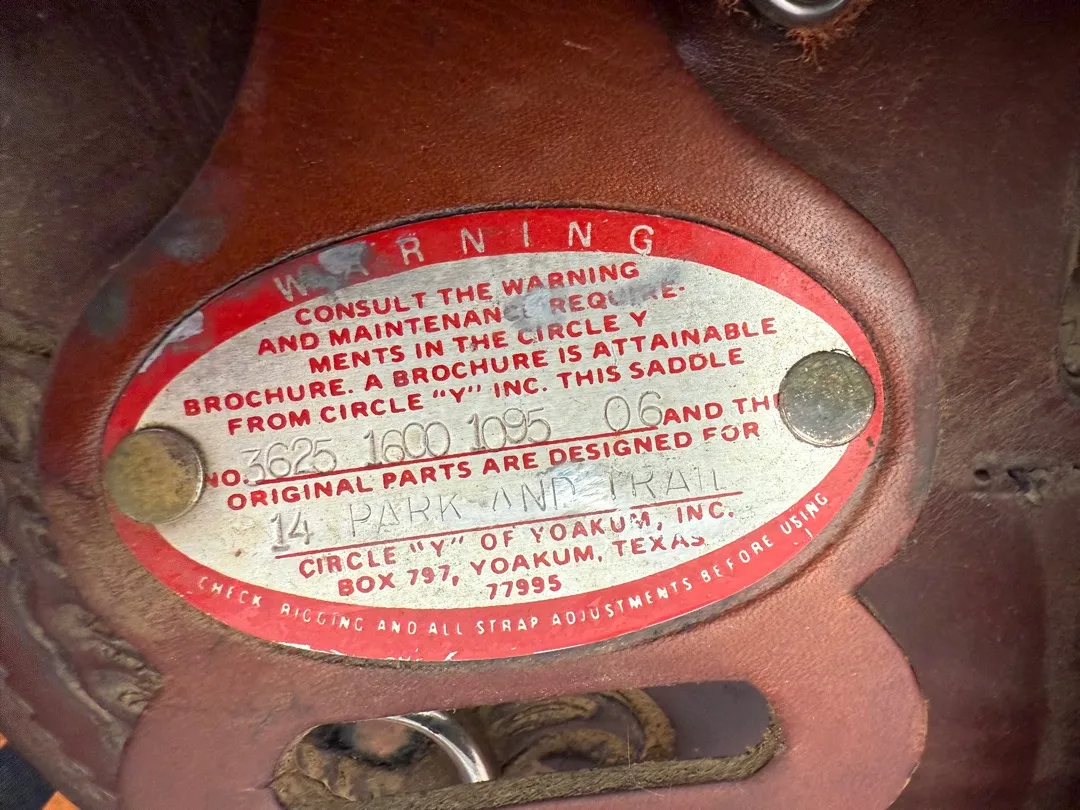 WARNING
CONSULT THE WARNING
AND MAINTENANCE REQUIRE-
MENTS IN THE CIRCLE Y
BROCHURE. A BROCHURE IS ATTAINABLE
FROM CIRCLE "Y" INC. THIS SADDLE
NO. 3625 1600 1095 06 AND THE
ORIGINAL PARTS ARE DESIGNED FOR
14 PARK AND TRAIL
CIRCLE "Y" OF YOAKUM, INC.
BOX 797, YOAKUM, TEXAS
77995
CHECK RIGGING AND ALL STRAP ADJUSTMENTS BEFORE USING